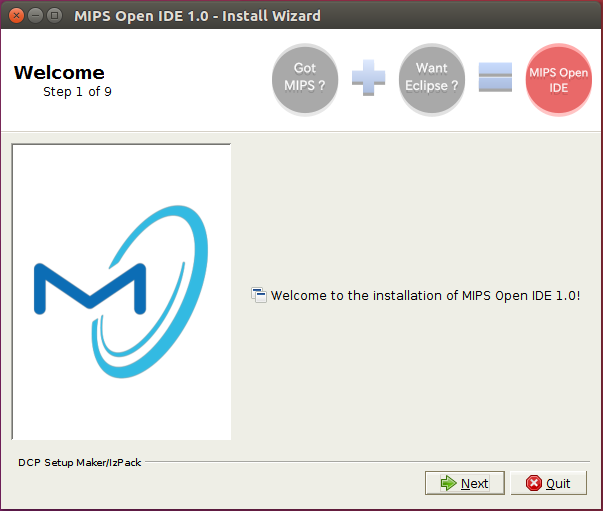 MIPS Open IDE 1.0 - Install Wizard
Welcome
Step 1 of 9
Got
MIPS ?
Want
Eclipse ?
MIPS Open
IDE
Welcome to the installation of MIPS Open IDE 1.0!
DCP Setup Maker/IzPack
Next
Quit